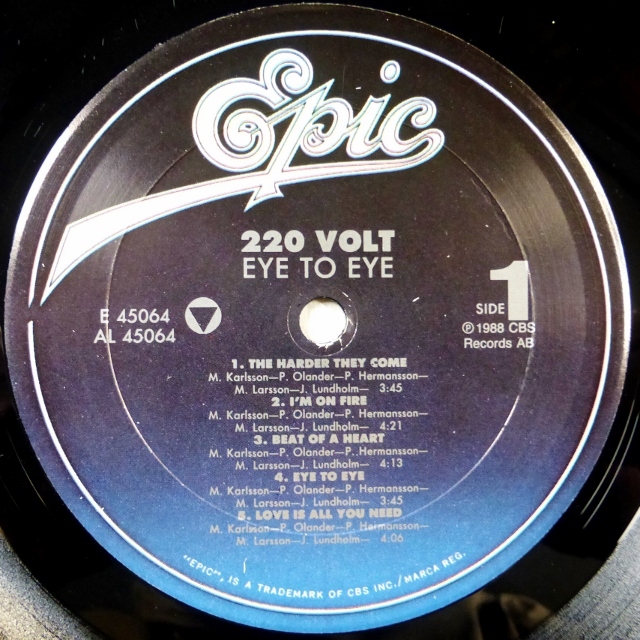 Epic
220 VOLT
EYE TO EYE
E 45064
AL 45064
SIDE 1
℗ 1988 CBS
Records AB
1. THE HARDER THEY COME
M. Karlsson—P. Olander—P. Hermansson—
M. Larsson—J. Lundholm— 3:45
2. I'M ON FIRE
M. Karlsson—P. Olander—P. Hermansson—
M. Larsson—J. Lundholm— 4:21
3. BEAT OF A HEART
M. Karlsson—P. Olander—P. Hermansson—
M. Larson—J. Lundholm— 4:13
4. EYE TO EYE
M. Karlsson—P. Olander—P. Hermansson—
M. Larsson—J. Lundholm— 3:45
5. LOVE IS ALL YOU NEED
M. Karlsson—P. Olander—P. Hermansson—
M. Larsson—J. Lundholm— 4:06
"EPIC", IS A TRADEMARK OF CBS INC./MARCA REG.